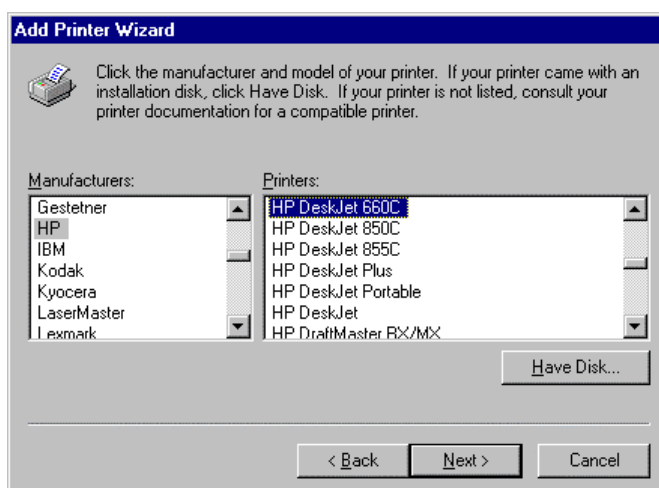 Add Printer Wizard
Click the manufacturer and model of your printer. If your printer came with an
installation disk, click Have Disk. If your printer is not listed, consult your
printer documentation for a compatible printer.
Manufacturers:
Gestetner
HP
IBM
Kodak
Kyocera
LaserMaster
Lexmark
Printers:
HP DeskJet 660C
HP DeskJet 850C
HP DeskJet 855C
HP DeskJet Plus
HP DeskJet Portable
HP DeskJet
HP DraftMaster RX/MX
Have Disk...
< Back
Next >
Cancel